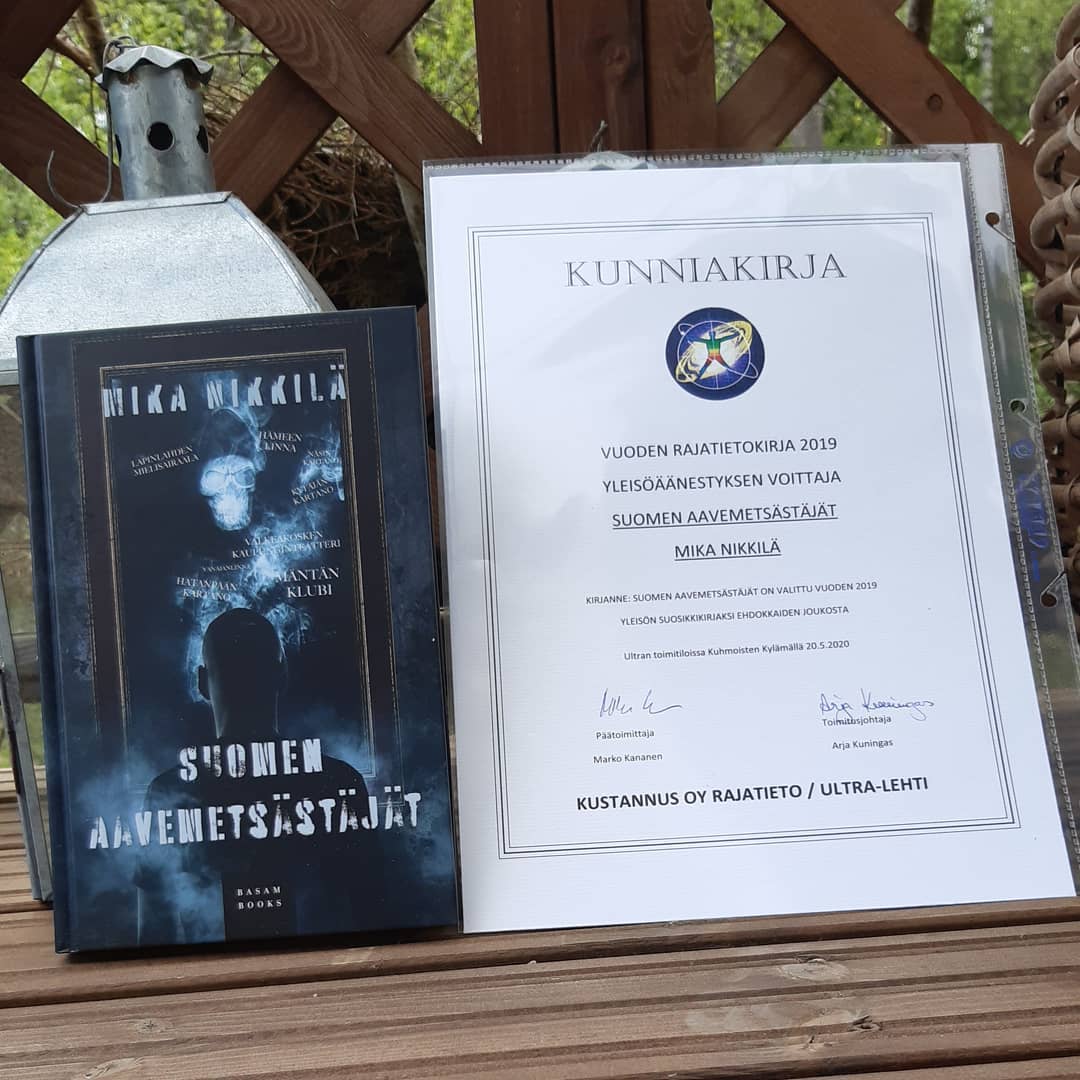 MIKA NIKKILÄ
LAPINLAHDEN
MIELISAIRAALA
HÄMEEN
LINNA
NÄSIN
KARTANO
KYTÄJÄN
KARTANO
VALKEAKOSKEN
KAUPUNGINTEATTERI
VANAJANLINNA
HATANPÄÄN
KARTANO
MÄNTÄN
KLUBI
SUOMEN
AAVEMETSÄSTÄJÄT
BASAM
BOOKS
KUNNIAKIRJA
VUODEN RAJATIETOKIRJA 2019
YLEISÖÄÄNESTYKSEN VOITTAJA
SUOMEN AAVEMETSÄSTÄJÄT
MIKA NIKKILÄ
KIRJANNE: SUOMEN AAVEMETSÄSTÄJÄT ON VALITTU VUODEN 2019
YLEISÖN SUOSIKKIKIRJAKSI EHDOKKAIDEN JOUKOSTA
Ultran toimitiloissa Kuhmoisten Kylämällä 20.5.2020
Arja Kuningas
Päätoimittaja
Toimitusjohtaja
Marko Kananen
Arja Kuningas
KUSTANNUS OY RAJATIETO / ULTRA-LEHTI